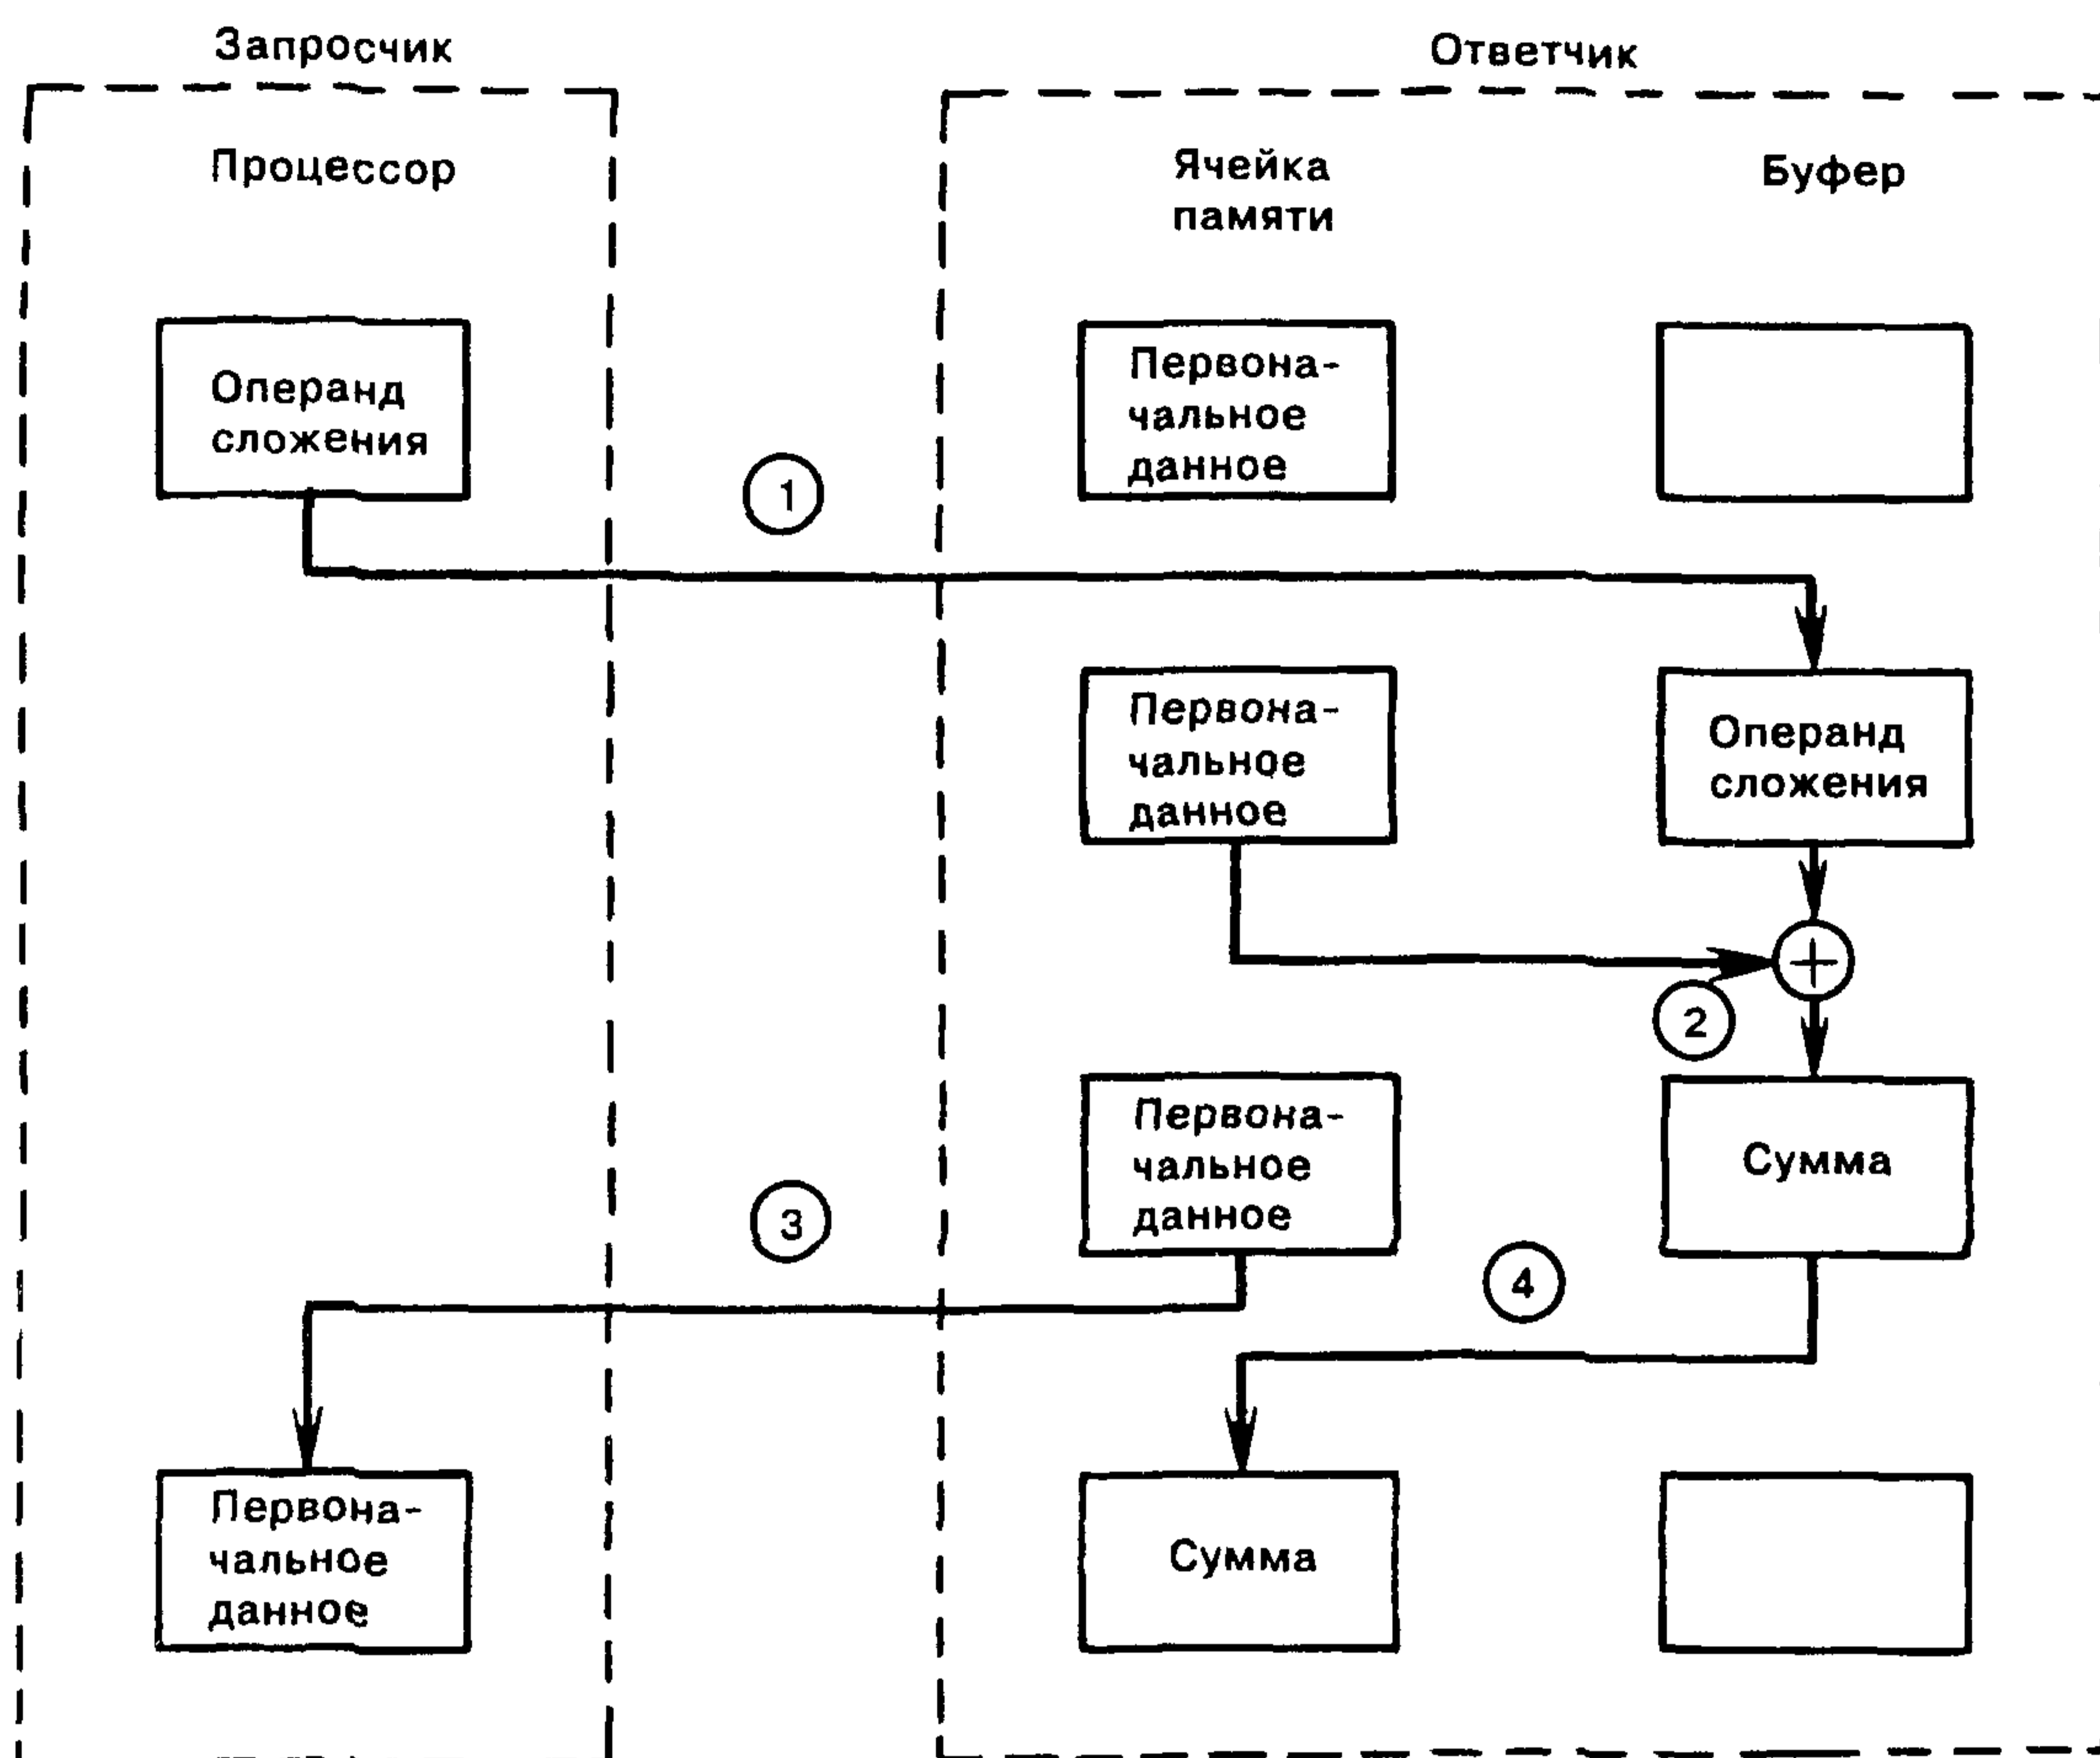 Запросчик
Ответчик
Процессор
Ячейка
памяти
Буфер
Операнд
сложения
Первона-
чальное
данное
1
Первона-
чальное
данное
Операнд
сложения
+
2
Первона-
чальное
данное
Сумма
3
4
Первона-
чальное
данное
Сумма